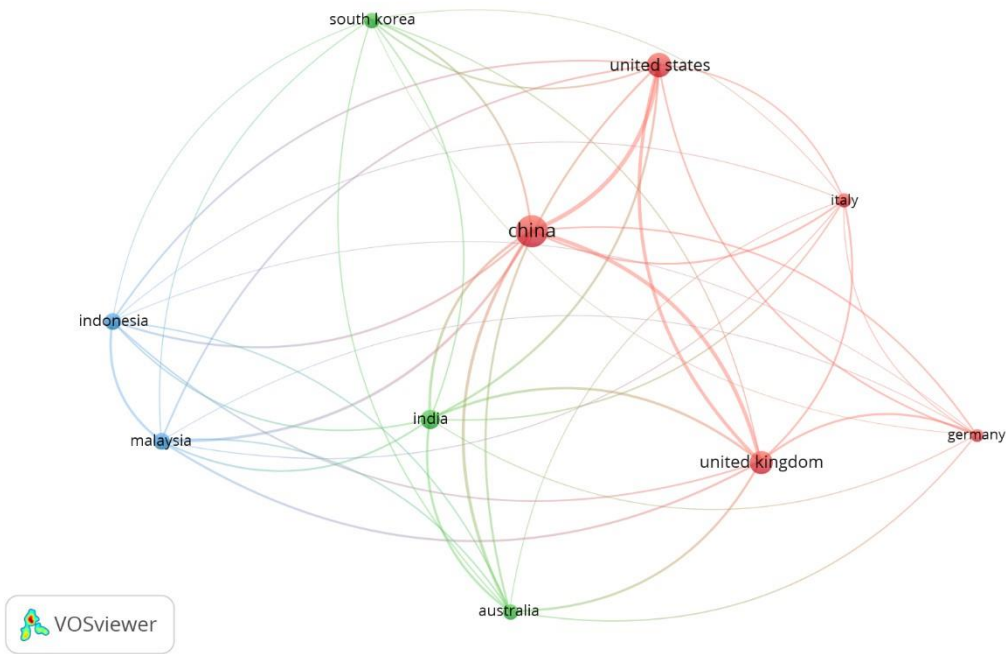 south korea
united states
italy
china
indonesia
india
malaysia
germany
united kingdom
australia
VOSviewer